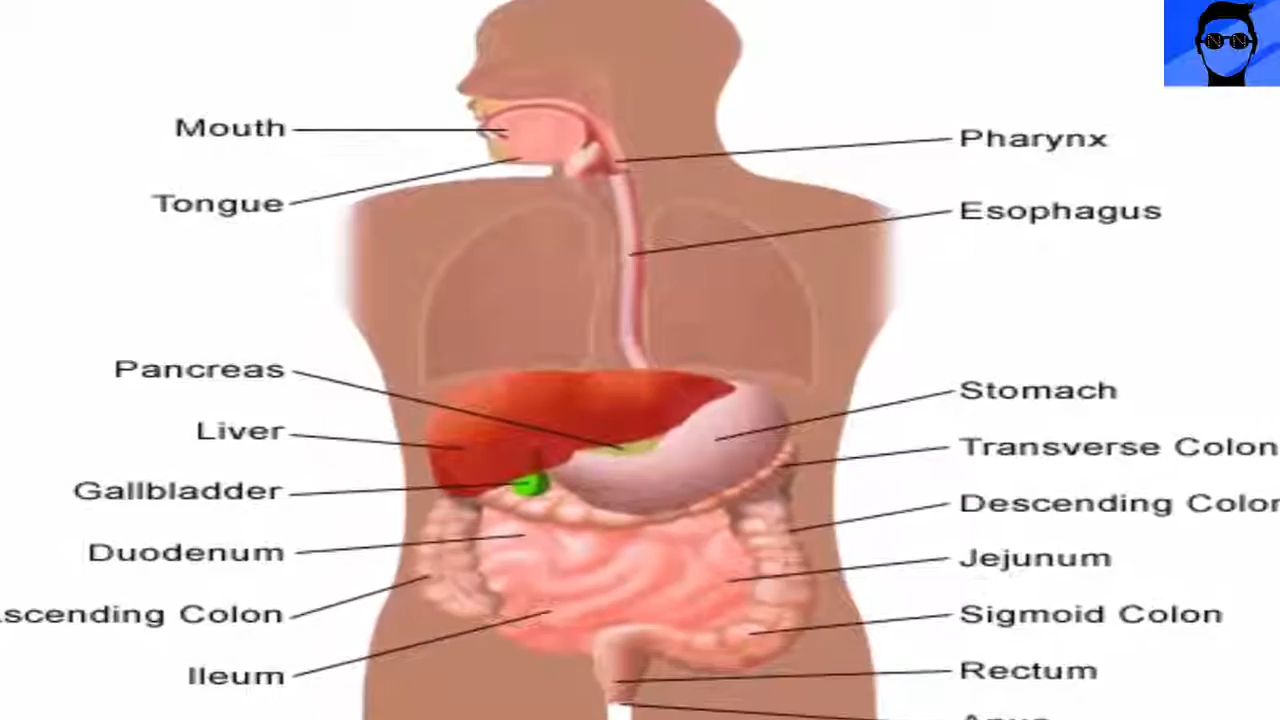 Mouth
Tongue
Pancreas
Liver
Gallbladder
Duodenum
scending Colon
Ileum
Pharynx
Esophagus
Stomach
Transverse Colon
Descending Colon
Jejunum
Sigmoid Colon
Rectum